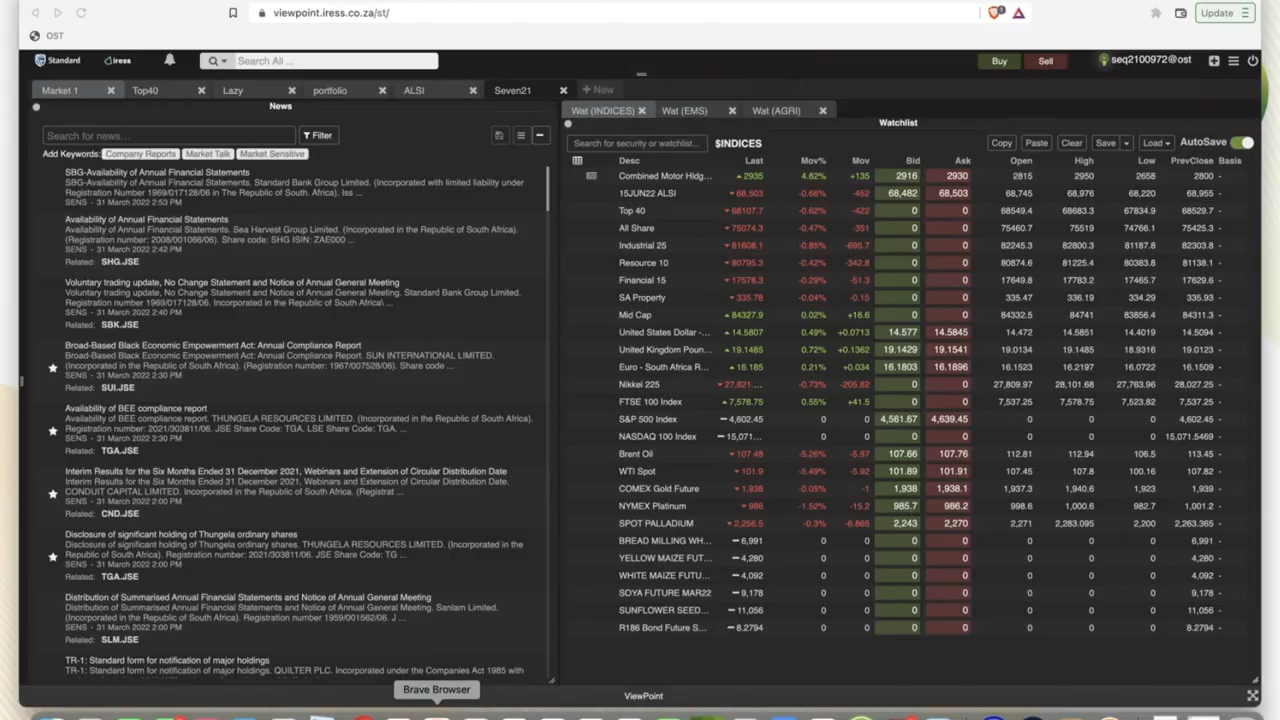 viewpoint.iress.co.za/st/
1
Update
OST
Standard
iress
Search All ...
Buy
Sell
seq2100972@ost
Market 1
Top40
Lazy
portfolio
ALSI
Seven21
+ New
News
Search for news...
Filter
Add Keywords:
Company Reports
Market Talk
Market Sensitive
SBG-Availability of Annual Financial Statements
SBG-Availability of Annual Financial Statements. Standard Bank Group Limited. (Incorporated with limited liability under
Registration No. 1969/017128/06 in The Republic of South Africa). Iss ...
SENS - 31 March 2022 2:53 PM
Availability of Annual Financial Statements
Availability of Annual Financial Statements. Sea Harvest Group Limited. (Incorporated in the Republic of South Africa).
(Registration number: 2008/001066/06). Share code: SHG ISIN: ZAE000 ...
SENS - 31 March 2022 2:42 PM
Related: SHG.JSE
Voluntary trading update, No Change Statement and Notice of Annual General Meeting
Voluntary trading update, No Change Statement and Notice of Annual General Meeting. Standard Bank Group Limited.
Registration number 1969/017128/06. Incorporated in the Republic of South Africa\ ...
SENS - 31 March 2022 2:40 PM
Related: SBK.JSE
Broad-Based Black Economic Empowerment Act: Annual Compliance Report
Broad-Based Black Economic Empowerment Act: Annual Compliance Report. SUN INTERNATIONAL LIMITED.
(Incorporated in the Republic of South Africa). (Registration number: 1967/007528/06). Share code ...
SENS - 31 March 2022 2:30 PM
Related: SUI.JSE
Availability of BEE compliance report
Availability of BEE compliance report. THUNGELA RESOURCES LIMITED. (Incorporated in the Republic of South Africa).
Registration number: 2021/303811/06. JSE Share Code: TGA. LSE Share Code: TGA. ...
SENS - 31 March 2022 2:30 PM
Related: TGA.JSE
Interim Results for the Six Months Ended 31 December 2021, Webinars and Extension of Circular Distribution Date
Interim Results for the Six Months Ended 31 December 2021, Webinars and Extension of Circular Distribution Date.
CONDUIT CAPITAL LIMITED. Incorporated in the Republic of South Africa. (Registrat ...
SENS - 31 March 2022 2:00 PM
Related: CND.JSE
Disclosure of significant holding of Thungela ordinary shares
Disclosure of significant holding of Thungela ordinary shares. THUNGELA RESOURCES LIMITED. (Incorporated in the
Republic of South Africa). Registration number: 2021/303811/06. JSE Share Code: TG ...
SENS - 31 March 2022 2:00 PM
Related: TGA.JSE
Distribution of Summarised Annual Financial Statements and Notice of Annual General Meeting
Distribution of Summarised Annual Financial Statements and Notice of Annual General Meeting. Sanlam Limited.
(Incorporated in the Republic of South Africa). (Registration number 1959/001562/06. J ...
SENS - 31 March 2022 2:00 PM
Related: SLM.JSE
TR-1: Standard form for notification of major holdings
TR-1: Standard form for notification of major holdings. QUILTER PLC. Incorporated under the Companies Act 1985 with
Wat (INDICES)
Wat (EMS)
Wat (AGRI)
Watchlist
Search for security or watchlist...
$INDICES
Copy
Paste
Clear
Save
Load
AutoSave
Desc Last Mov% Mov Bid Ask Open High Low PrevClose Basis
Combined Motor Hldg... 2935 4.82% +135 2916 2930 2815 2950 2658 2800 -
15JUN22 ALSI 68,503 -0.66% -452 68,482 68,503 68,745 68,976 68,220 68,955 -
Top 40 68107.7 -0.62% -422 0 0 68549.4 68683.3 67834.9 68529.7 -
All Share 75074.3 -0.47% -351 0 0 75460.7 75519 74766.1 75425.3 -
Industrial 25 81608.1 -0.85% -695.7 0 0 82245.3 82800.3 81187.8 82303.8 -
Resource 10 80795.3 -0.42% -342.8 0 0 80874.6 81225.4 80383.8 81138.1 -
Financial 15 17578.3 -0.29% -51.3 0 0 17649.8 17783.2 17465.7 17629.6 -
SA Property 335.78 -0.04% -0.15 0 0 335.47 336.19 334.29 335.93 -
Mid Cap 84327.9 0.02% +16.6 0 0 84332.5 84741 83856.4 84311.3 -
United States Dollar -... 14.5807 0.49% +0.0713 14.577 14.5845 14.472 14.5851 14.4019 14.5094 -
United Kingdom Poun... 19.1485 0.72% +0.1362 19.1429 19.1541 19.0134 19.1485 18.9316 19.0123 -
Euro - South Africa R... 16.185 0.21% +0.034 16.1803 16.1896 16.1523 16.2197 16.0722 16.1509 -
Nikkei 225 27,821 ... -0.73% -205.82 0 0 27,809.97 28,101.68 27,763.96 28,027.25 -
FTSE 100 Index 7,578.75 0.55% +41.5 0 0 7,537.25 7,578.75 7,523.82 7,537.25 -
S&P 500 Index 4,602.45 0 0 4,561.67 4,639.45 0 0 0 4,602.45 -
NASDAQ 100 Index 15,071... 0 0 0 0 0 0 0 15,071.5469 -
Brent Oil 107.48 -5.26% -5.97 107.66 107.76 112.81 112.94 106.5 113.45 -
WTI Spot 101.9 -5.49% -5.92 101.89 101.91 107.45 107.8 100.16 107.82 -
COMEX Gold Future 1,938 -0.05% -1 1,938 1,938.1 1,937.3 1,940.6 1,923 1,939 -
NYMEX Platinum 986 -1.52% -15.2 985.7 986.2 998.6 1,000.6 982.7 1,001.2 -
SPOT PALLADIUM 2,256.5 -0.3% -6.865 2,243 2,270 2,271 2,283.095 2,200 2,263.365 -
BREAD MILLING WH... 6,991 0 0 0 0 0 0 0 6,991 -
YELLOW MAIZE FUT... 4,280 0 0 0 0 0 0 0 4,280 -
WHITE MAIZE FUTU... 4,092 0 0 0 0 0 0 0 4,092 -
SOYA FUTURE MAR22 9,178 0 0 0 0 0 0 0 9,178 -
SUNFLOWER SEED... 11,056 0 0 0 0 0 0 0 11,056 -
R186 Bond Future S... 8.2794 0 0 0 0 0 0 0 8.2794 -
Brave Browser
ViewPoint